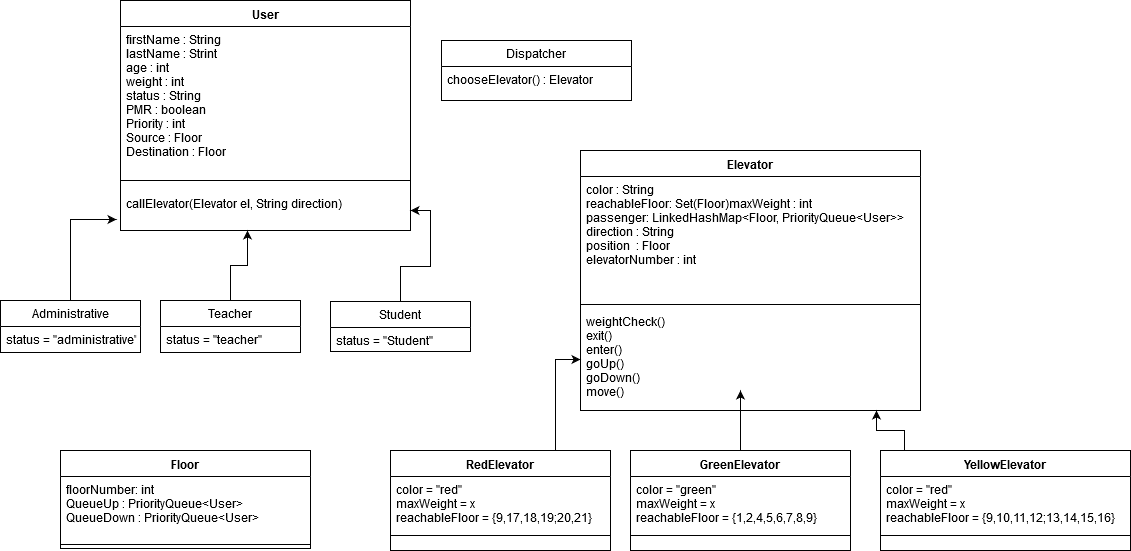 User
firstName : String
lastName : Strint
age : int
weight : int
status : String
PMR : boolean
Priority : int
Source : Floor
Destination : Floor
callElevator(Elevator el, String direction)
Dispatcher
chooseElevator() : Elevator
Elevator
color : String
reachableFloor: Set(Floor)maxWeight : int
passenger: LinkedHashMap<Floor, PriorityQueue<User>>
direction : String
position : Floor
elevatorNumber : int
weightCheck()
exit()
enter()
goUp()
goDown()
move()
Administrative
status = "administrative'
Teacher
status = "teacher"
Student
status = "Student"
Floor
floorNumber: int
QueueUp : PriorityQueue<User>
QueueDown : PriorityQueue<User>
RedElevator
color = "red"
maxWeight = x
reachableFloor = {9,17,18,19;20,21}
GreenElevator
color = "green"
maxWeight = x
reachableFloor = {1,2,4,5,6,7,8,9}
YellowElevator
color = "red"
maxWeight = x
reachableFloor = {9,10,11,12;13,14,15,16}